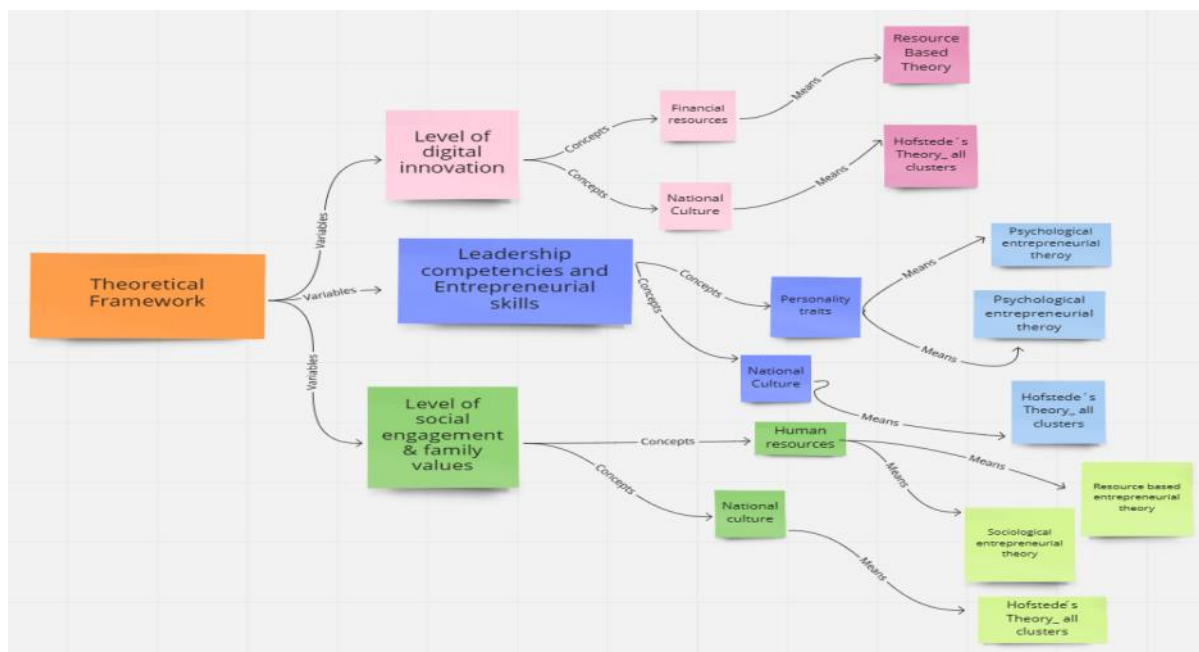 Theoretical
Framework
Variables
Variables
Variables
Level of
digital
innovation
Concepts
Concepts
Financial
resources
Means
Resource
Based
Theory
National
Culture
Means
Hofstede´s
Theory_ all
clusters
Leadership
competencies and
Entrepreneurial
skills
Concepts
Concepts
Personality
traits
Means
Means
Psychological
entrepreneurial
theroy
Psychological
entrepreneurial
theroy
National
Culture
Means
Hofstede´s
Theory_ all
clusters
Level of
social
engagement
& family
values
Concepts
Concepts
Human
resources
Means
Means
Resource based
entrepreneurial
theory
Sociological
entrepreneurial
theory
National
culture
Means
Hofstede´s
Theory_ all
clusters